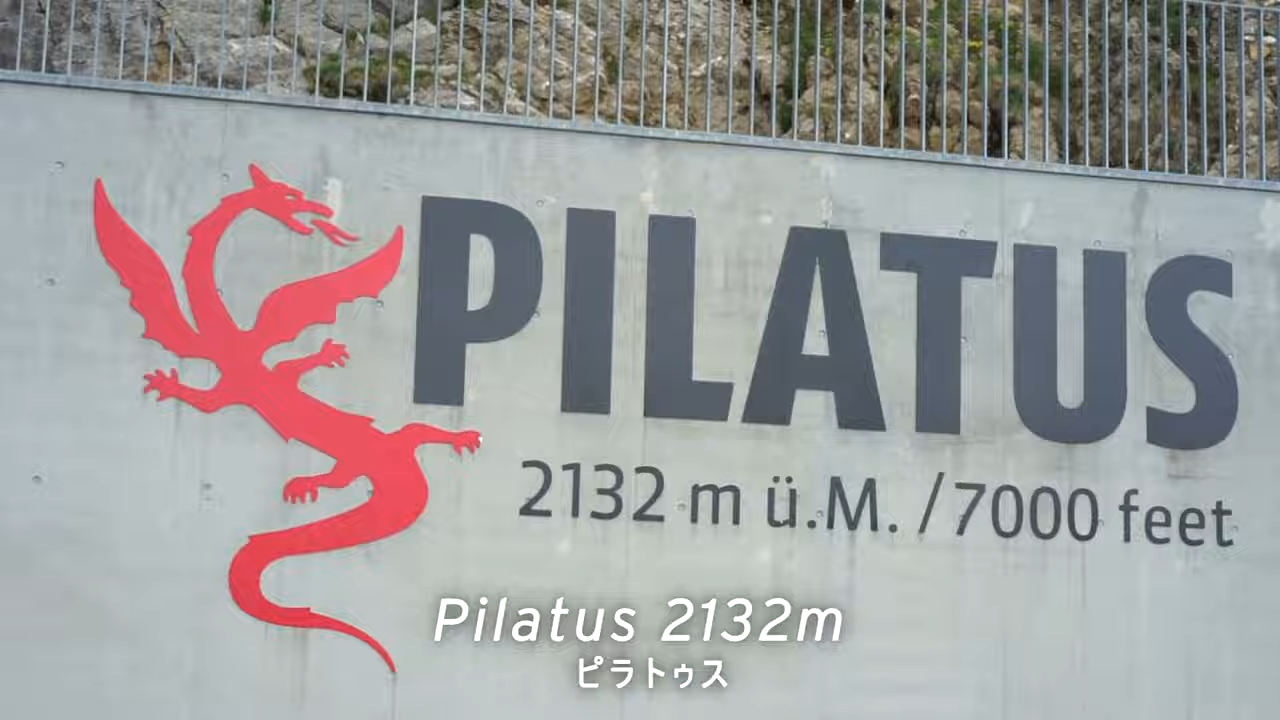 PILATUS
2132 m ü.M. / 7000 feet
Pilatus 2132m
ピラトゥス